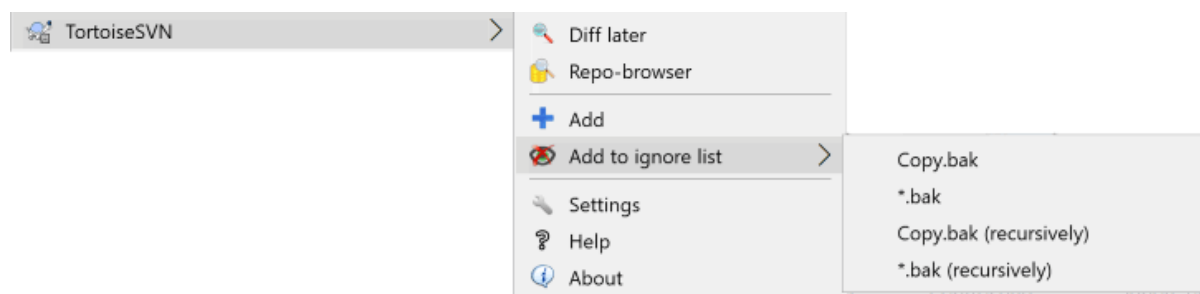 TortoiseSVN
Diff later
Repo-browser
Add
Add to ignore list
Copy.bak
*.bak
Copy.bak (recursively)
*.bak (recursively)
Settings
Help
About